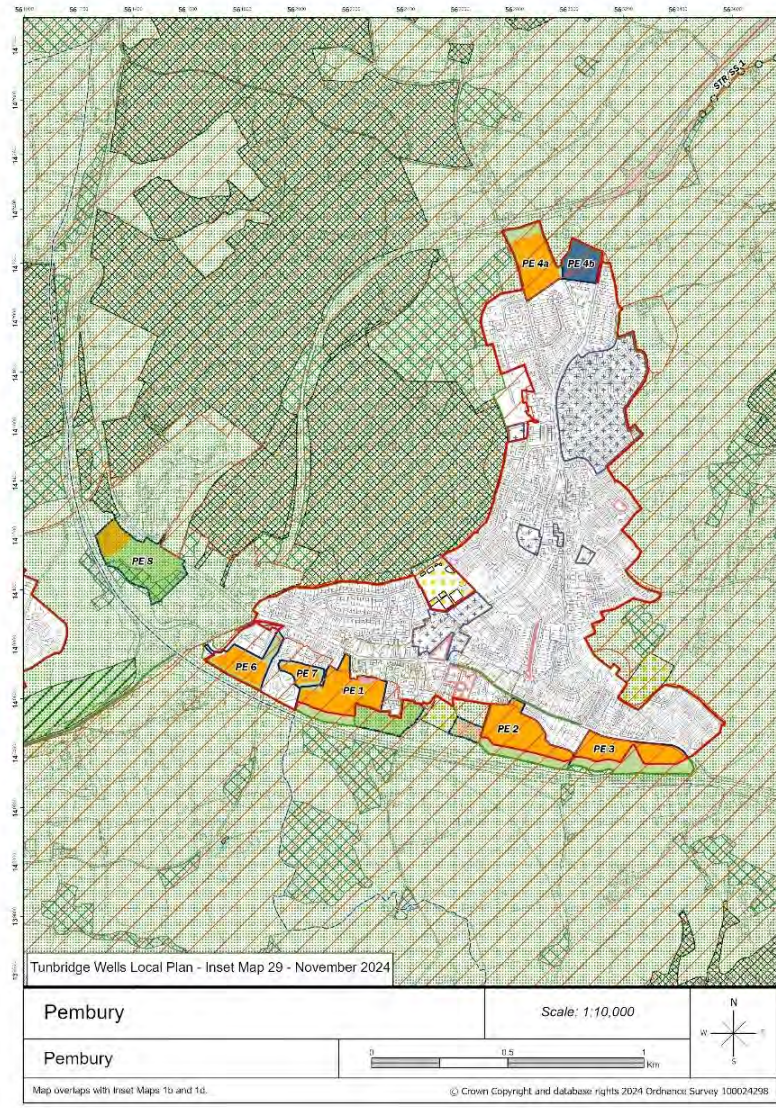 STR/SS 1
PE 4a
PE 4b
PE 8
PE 6
PE 7
PE 1
PE 2
PE 3
Tunbridge Wells Local Plan - Inset Map 29 - November 2024
Pembury
Scale: 1:10,000
N
W
E
S
Pembury
0
0.5
1
Km
Map overlaps with Inset Maps 1b and 1d.
© Crown Copyright and database rights 2024 Ordnance Survey 100024298